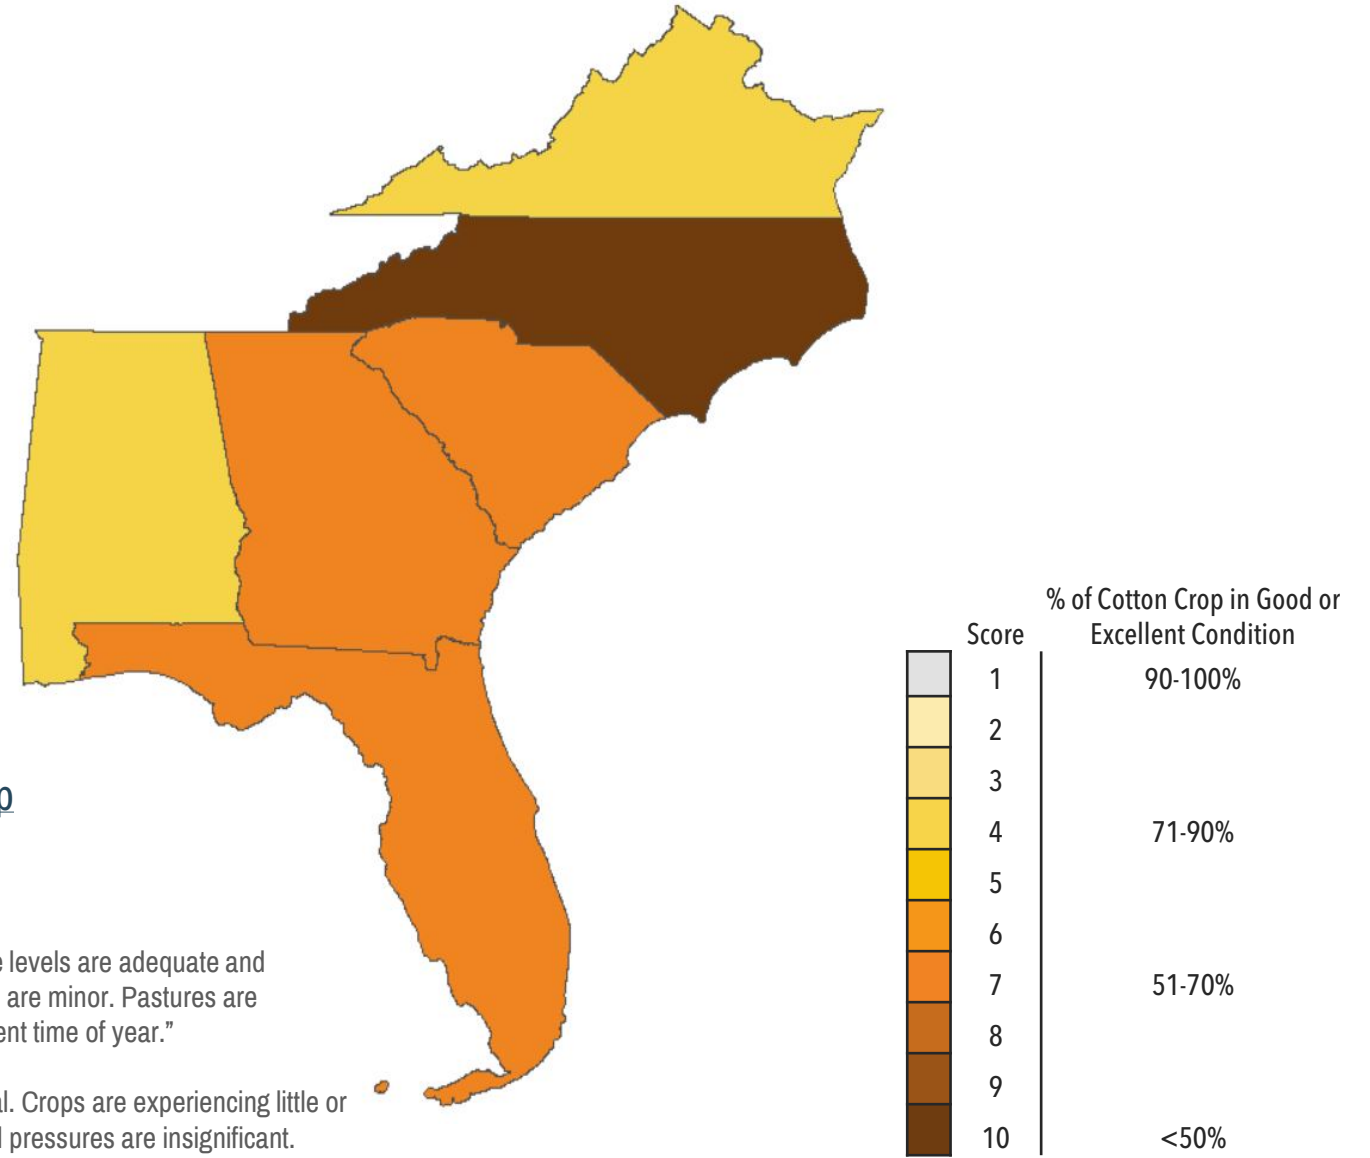 % of Cotton Crop in Good or
Score Excellent Condition
1 90-100%
2
3
4 71-90%
5
6
7 51-70%
8
9
10 <50%
p
levels are adequate and
are minor. Pastures are
ent time of year.”
al. Crops are experiencing little or
pressures are insignificant.